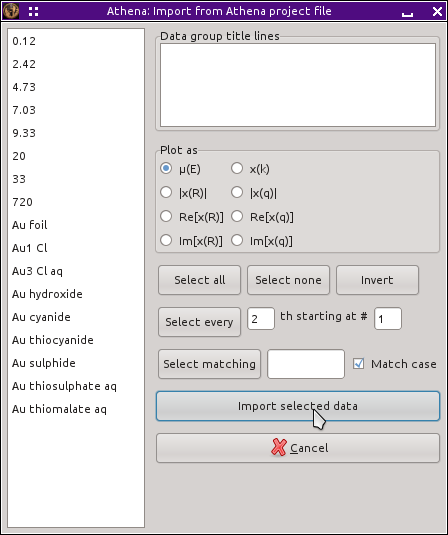 Athena: Import from Athena project file
0.12
2.42
4.73
7.03
9.33
20
33
720
Au foil
Au1 Cl
Au3 Cl aq
Au hydroxide
Au cyanide
Au thiocyanide
Au sulphide
Au thiosulphate aq
Au thiomalate aq
Data group title lines
Plot as
μ(E) χ(k)
|χ(R)| |χ(q)|
Re[χ(R)] Re[χ(q)]
Im[χ(R)] Im[χ(q)]
Select all Select none Invert
Select every 2 th starting at # 1
Select matching Match case
Import selected data
Cancel